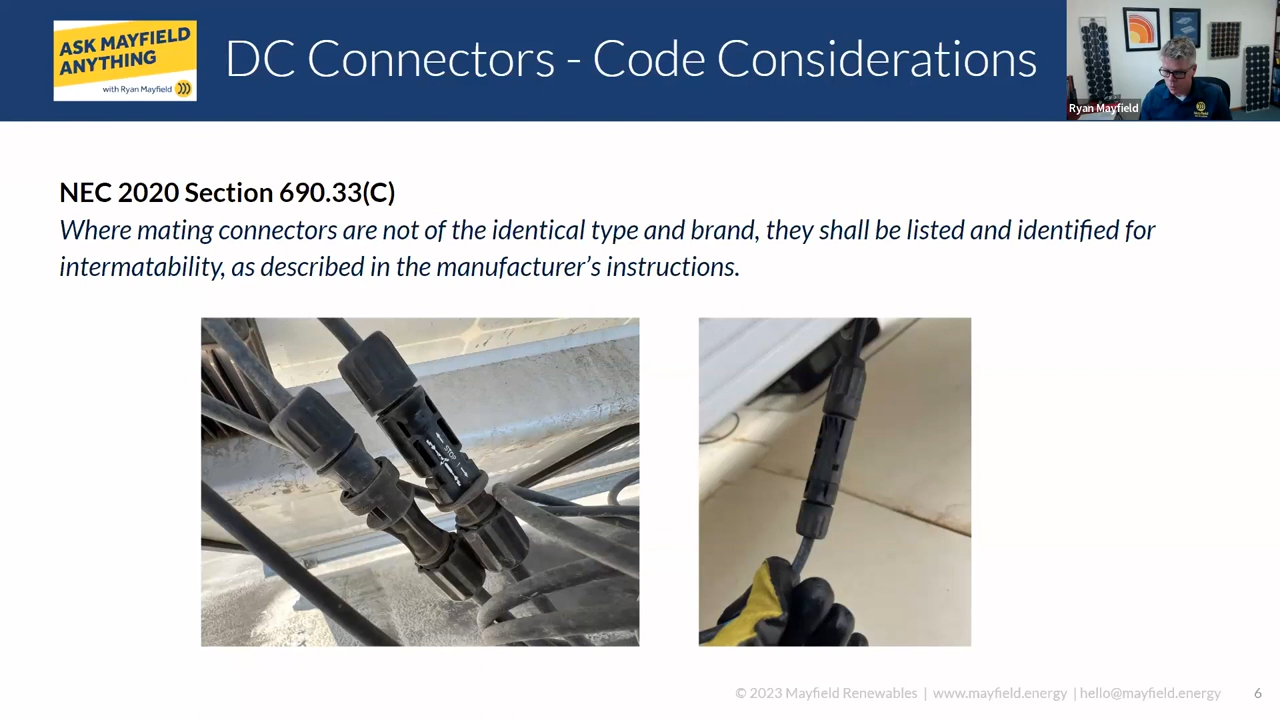 ASK MAYFIELD
ANYTHING
with Ryan Mayfield
DC Connectors - Code Considerations
Ryan Mayfield
NEC 2020 Section 690.33(C)
Where mating connectors are not of the identical type and brand, they shall be listed and identified for
intermatability, as described in the manufacturer's instructions.
STOP
© 2023 Mayfield Renewables | www.mayfield.energy | hello@mayfield.energy 6